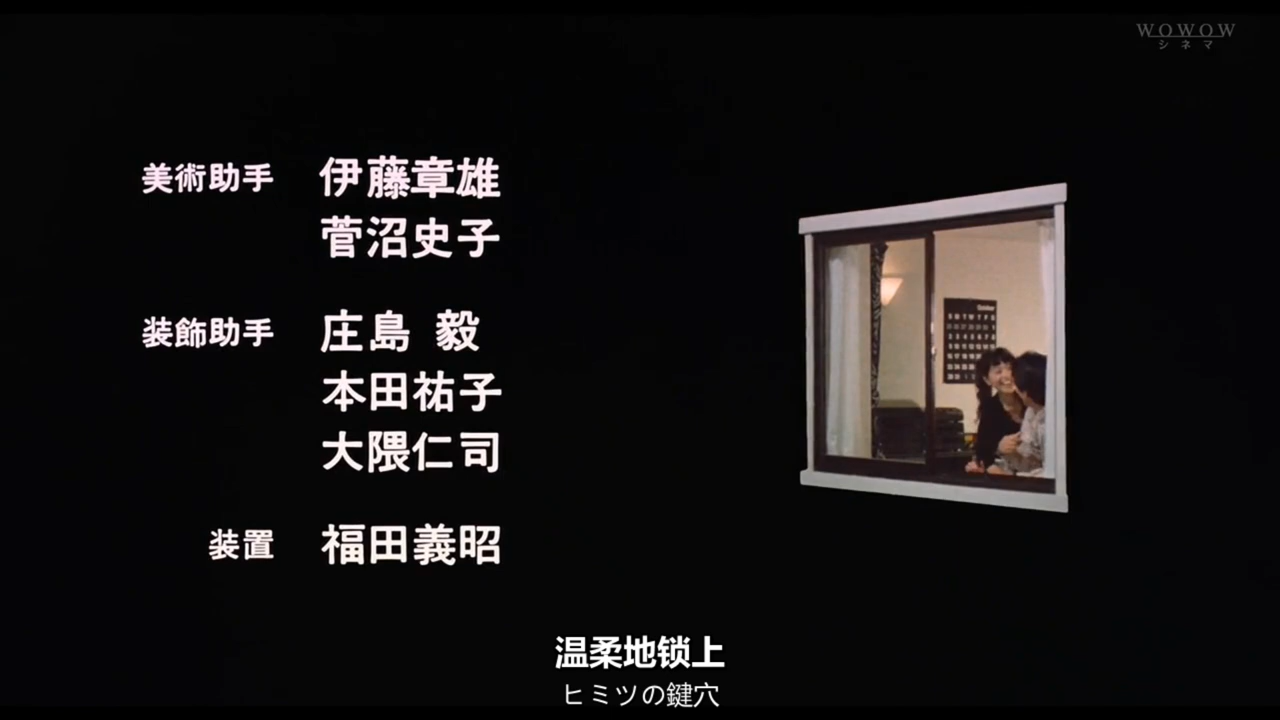 WOWOW
シネマ
美術助手 伊藤章雄
菅沼史子
装飾助手 庄島 毅
本田祐子
大隈仁司
装置 福田義昭
October
温柔地锁上
ヒミツの鍵穴